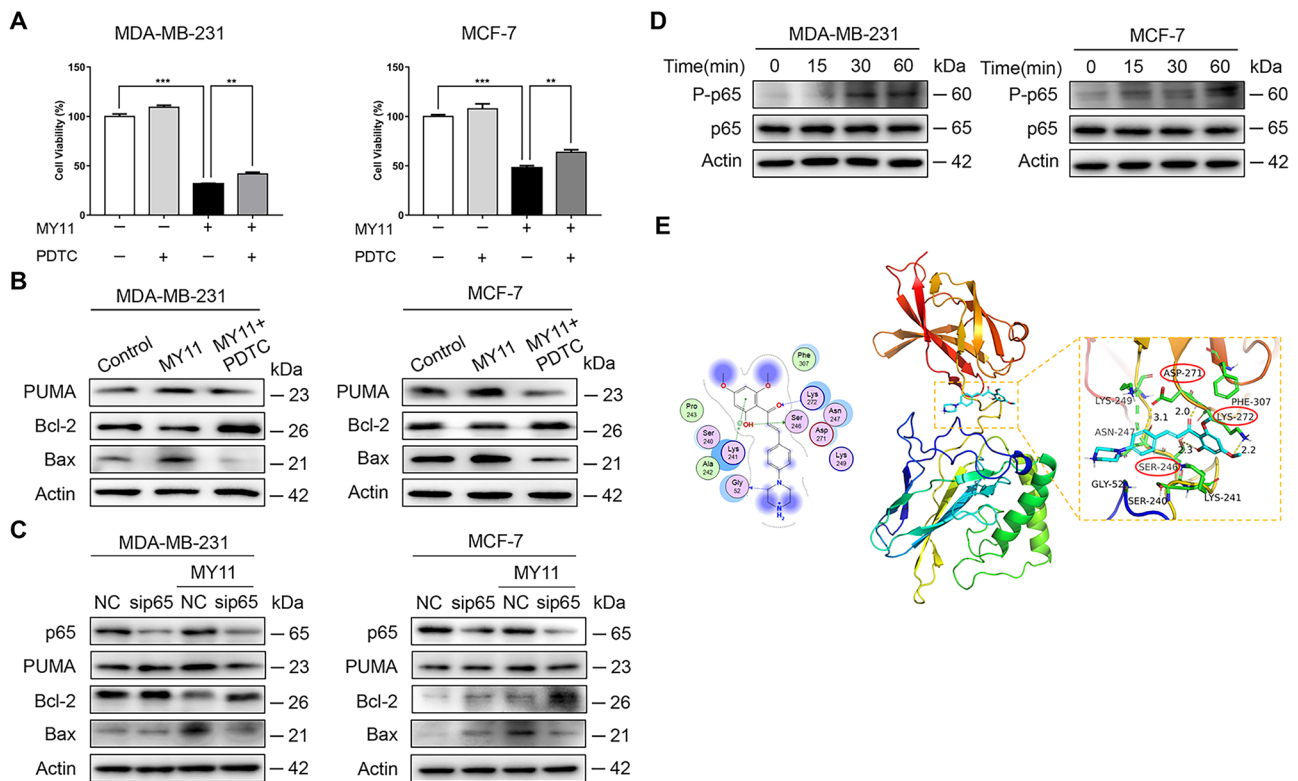 A
MDA-MB-231
Cell Viability (%)
150
100
50
0
***
**
MY11 – – + +
PDTC – + – +
MCF-7
Cell Viability (%)
150
100
50
0
***
**
MY11 – – + +
PDTC – + – +
B
MDA-MB-231
Control MY11 MY11+PDTC kDa
PUMA – 23
Bcl-2 – 26
Bax – 21
Actin – 42
MCF-7
Control MY11 MY11+PDTC kDa
PUMA – 23
Bcl-2 – 26
Bax – 21
Actin – 42
C
MDA-MB-231
MY11
NC sip65 NC sip65 kDa
p65 – 65
PUMA – 23
Bcl-2 – 26
Bax – 21
Actin – 42
MCF-7
MY11
NC sip65 NC sip65 kDa
p65 – 65
PUMA – 23
Bcl-2 – 26
Bax – 21
Actin – 42
D
MDA-MB-231
Time(min) 0 15 30 60 kDa
P-p65 – 60
p65 – 65
Actin – 42
MCF-7
Time(min) 0 15 30 60 kDa
P-p65 – 60
p65 – 65
Actin – 42
E
Phe
307
Lys
272
Asn
247
Ser
246
Asp
271
Lys
249
Pro
243
Ser
240
Lys
241
Ala
242
Gly
52
O
O
O
OH
N
N
H₂
ASP-271
LYS-249
PHE-307
3.1
2.0
LYS-272
ASN-247
2.3
2.2
SER-246
GLY-52
SER-240
LYS-241